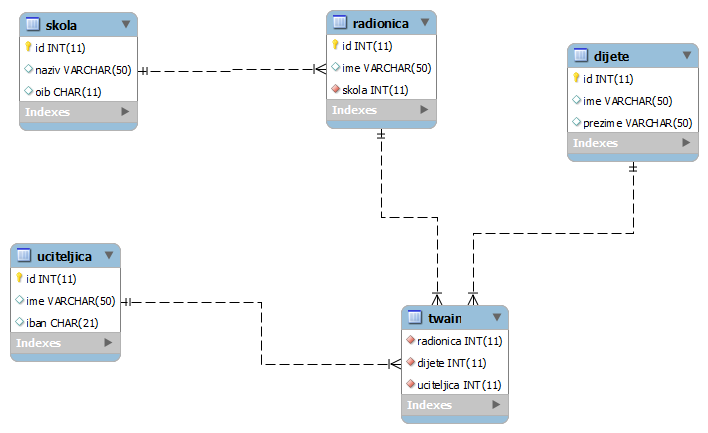 skola
id INT(11)
naziv VARCHAR(50)
oib CHAR(11)
Indexes
radionica
id INT(11)
ime VARCHAR(50)
skola INT(11)
Indexes
dijete
id INT(11)
ime VARCHAR(50)
prezime VARCHAR(50)
Indexes
uciteljica
id INT(11)
ime VARCHAR(50)
iban CHAR(21)
Indexes
twain
radionica INT(11)
dijete INT(11)
uciteljica INT(11)
Indexes